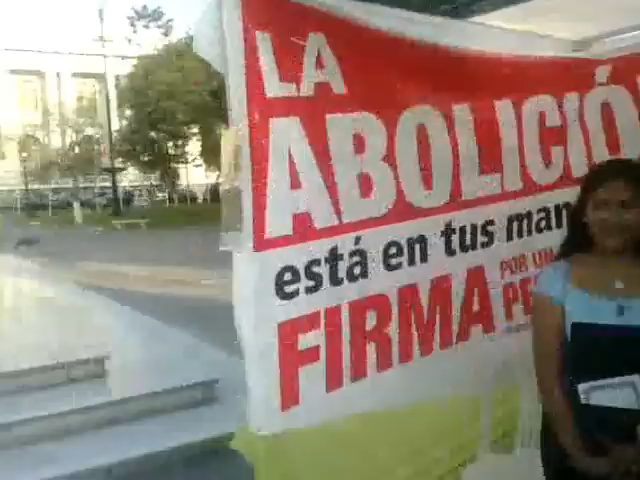 LA
ABOLICIÓ
está en tus man
FIRMA POR UN
PE